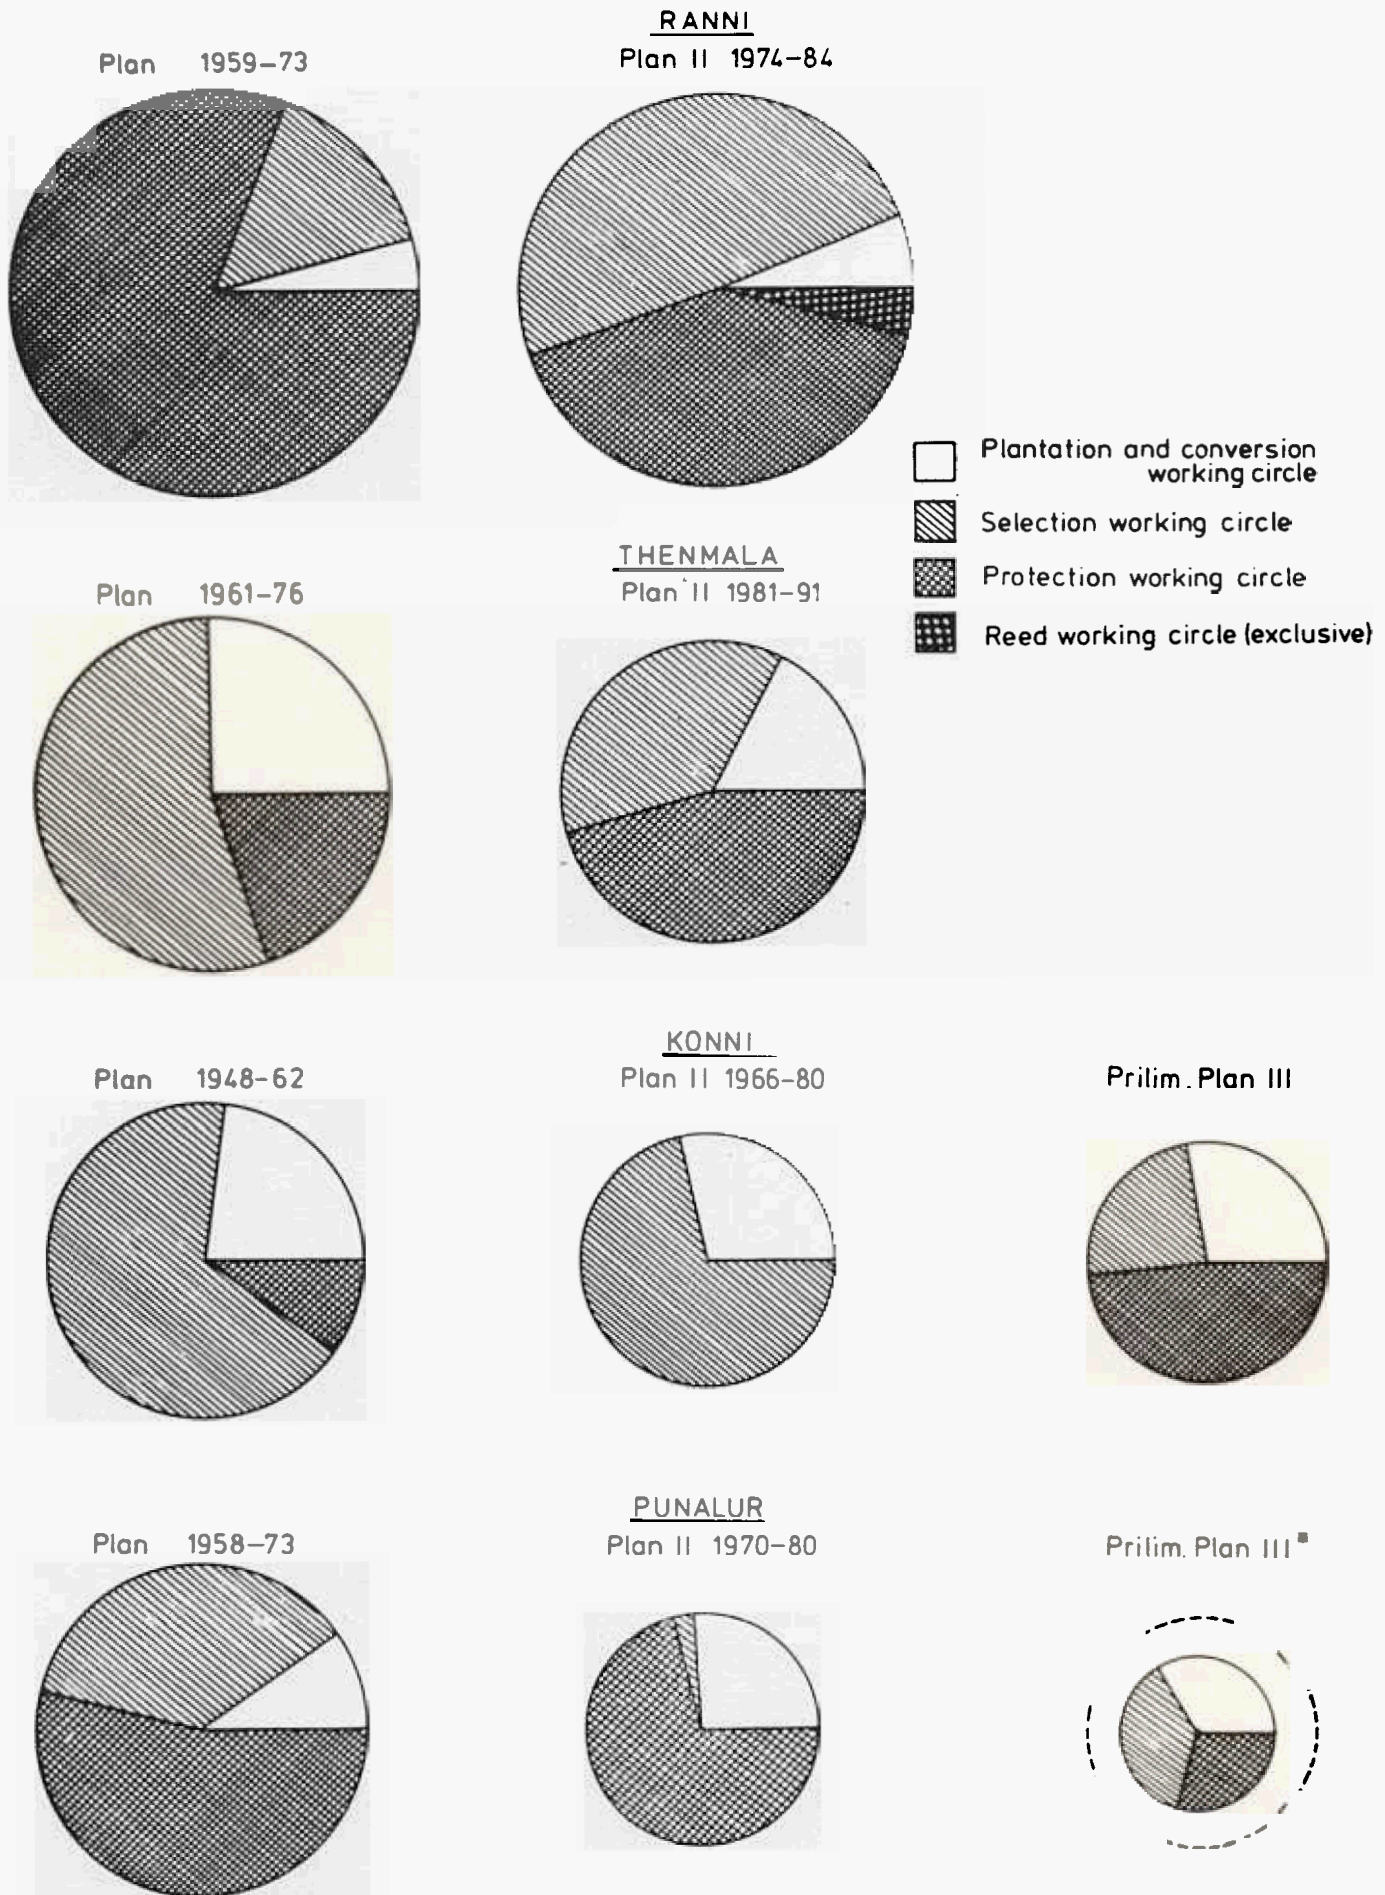 RANNI
Plan 1959-73
Plan II 1974-84
Plantation and conversion
working circle
Selection working circle
Protection working circle
Reed working circle (exclusive)
THENMALA
Plan 1961-76
Plan II 1981-91
KONNI
Plan 1948-62
Plan II 1966-80
Prilim. Plan III
PUNALUR
Plan 1958-73
Plan II 1970-80
Prilim. Plan III*